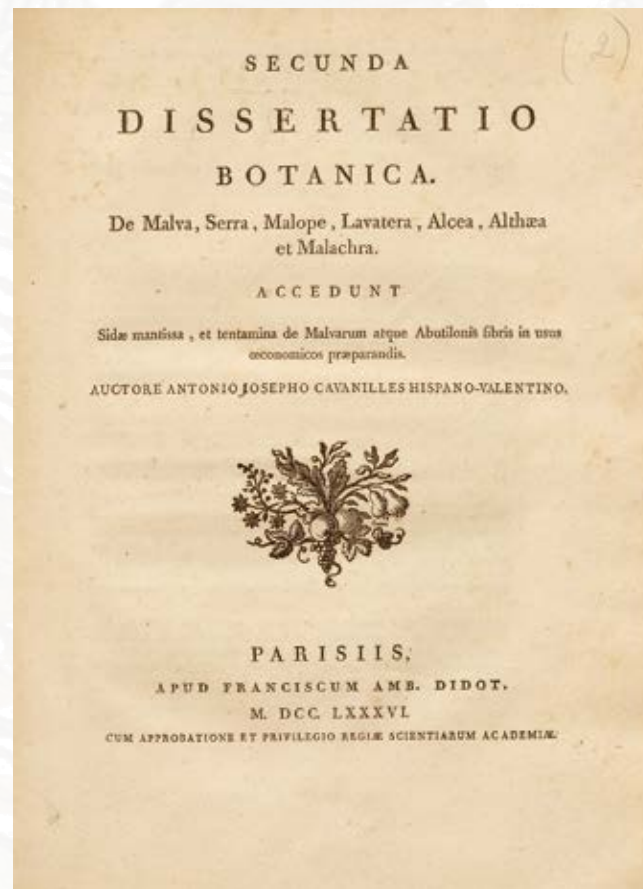 (2)
SECUNDA
DISSERTATIO
BOTANICA.
De Malva, Serra, Malope, Lavatera, Alcea, Althæa
et Malachra.
ACCEDUNT
Sidæ mantissa, et tentamina de Malvarum atque Abutilonis fibris in usus
œconomicos præparandis.
AUCTORE ANTONIO JOSEPHO CAVANILLES HISPANO-VALENTINO.
PARISIIS,
APUD FRANCISCUM AMB. DIDOT.
M. DCC. LXXXVI.
CUM APPROBATIONE ET PRIVILEGIO REGIÆ SCIENTIARUM ACADEMIÆ.